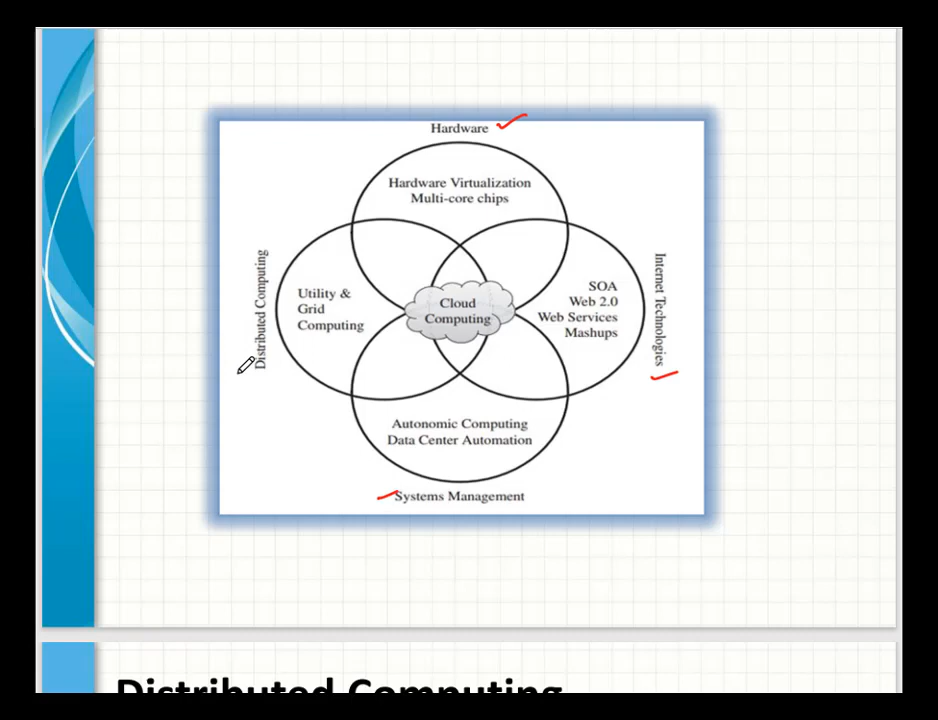 Hardware
Hardware Virtualization
Multi-core chips
Distributed Computing
Utility &
Grid
Computing
Cloud
Computing
SOA
Web 2.0
Web Services
Mashups
Internet Technologies
Autonomic Computing
Data Center Automation
Systems Management
Distributed Computing